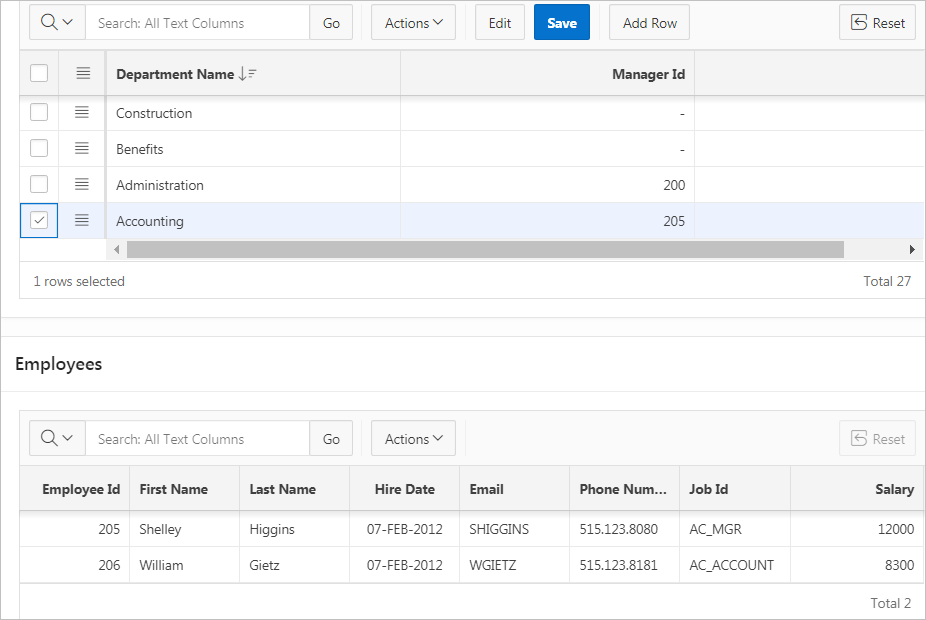 Search: All Text Columns Go Actions Edit Save Add Row Reset
Department Name Manager Id
Construction -
Benefits -
Administration 200
Accounting 205
1 rows selected Total 27
Employees
Search: All Text Columns Go Actions Reset
Employee Id First Name Last Name Hire Date Email Phone Num... Job Id Salary
205 Shelley Higgins 07-FEB-2012 SHIGGINS 515.123.8080 AC_MGR 12000
206 William Gietz 07-FEB-2012 WGIETZ 515.123.8181 AC_ACCOUNT 8300
Total 2